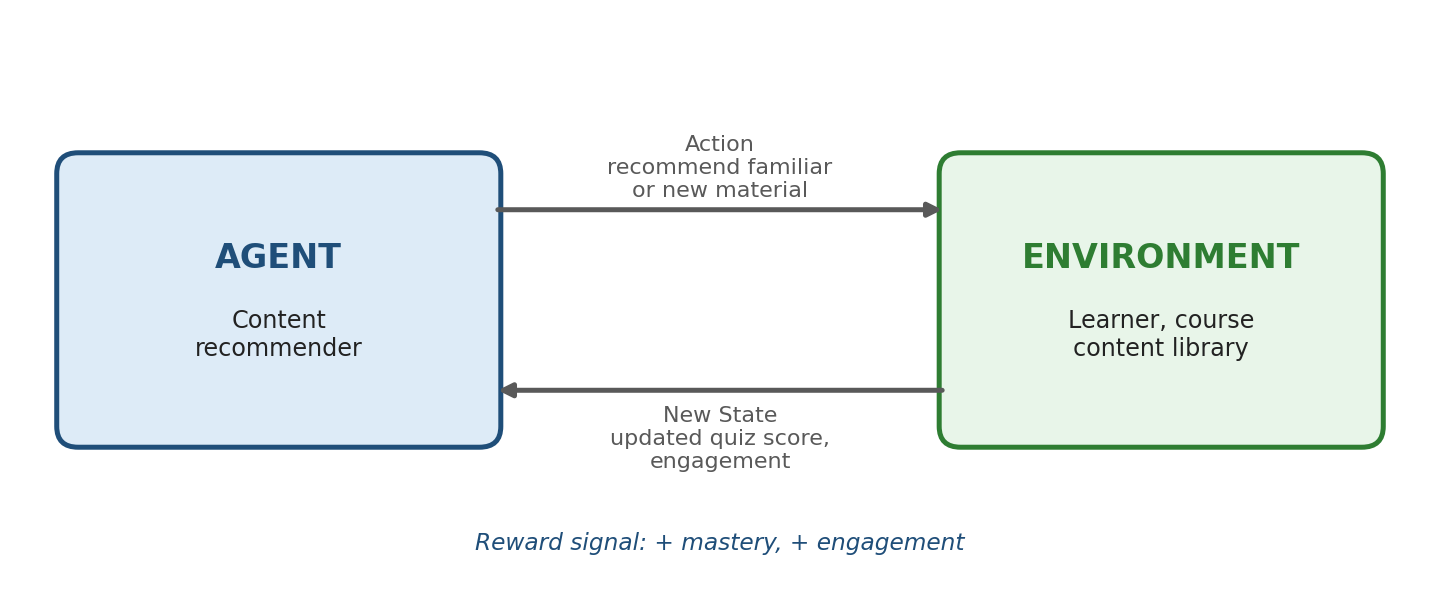 Action
recommend familiar
or new material
AGENT
Content
recommender
ENVIRONMENT
Learner, course
content library
New State
updated quiz score,
engagement
Reward signal: + mastery, + engagement